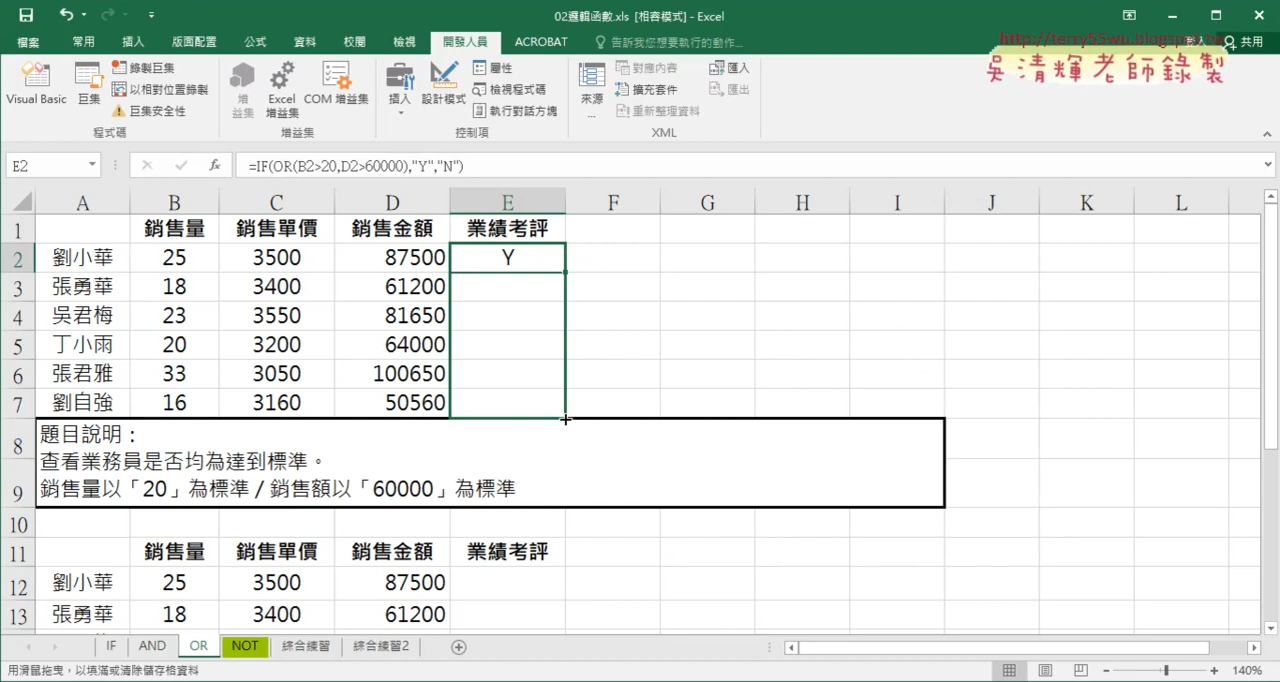 02邏輯函數.xls [相容模式] - Excel
http://terry55wu.blogspot.tw
吳清輝老師錄製
檔案 常用 插入 版面配置 公式 資料 校閱 檢視 開發人員 ACROBAT 告訴我您想要執行的動作... 共用
Visual Basic 巨集 錄製巨集 以相對位置錄製 巨集安全性
增益集 Excel 增益集 COM 增益集
插入 設計模式 屬性 檢視程式碼 執行對話方塊
來源... 對應內容 擴充套件 重新整理資料 匯入 匯出
程式碼 增益集 控制項 XML
E2 fx =IF(OR(B2>20,D2>60000),"Y","N")
A B C D E F G H I J K L
1 銷售量 銷售單價 銷售金額 業績考評
2 劉小華 25 3500 87500 Y
3 張勇華 18 3400 61200
4 吳君梅 23 3550 81650
5 丁小雨 20 3200 64000
6 張君雅 33 3050 100650
7 劉自強 16 3160 50560
8 題目說明：
查看業務員是否均為達到標準。
9 銷售量以「20」為標準 / 銷售額以「60000」為標準
10
11 銷售量 銷售單價 銷售金額 業績考評
12 劉小華 25 3500 87500
13 張勇華 18 3400 61200
IF AND OR NOT 綜合練習 綜合練習2
用滑鼠拖曳，以填滿或清除儲存格資料 140%